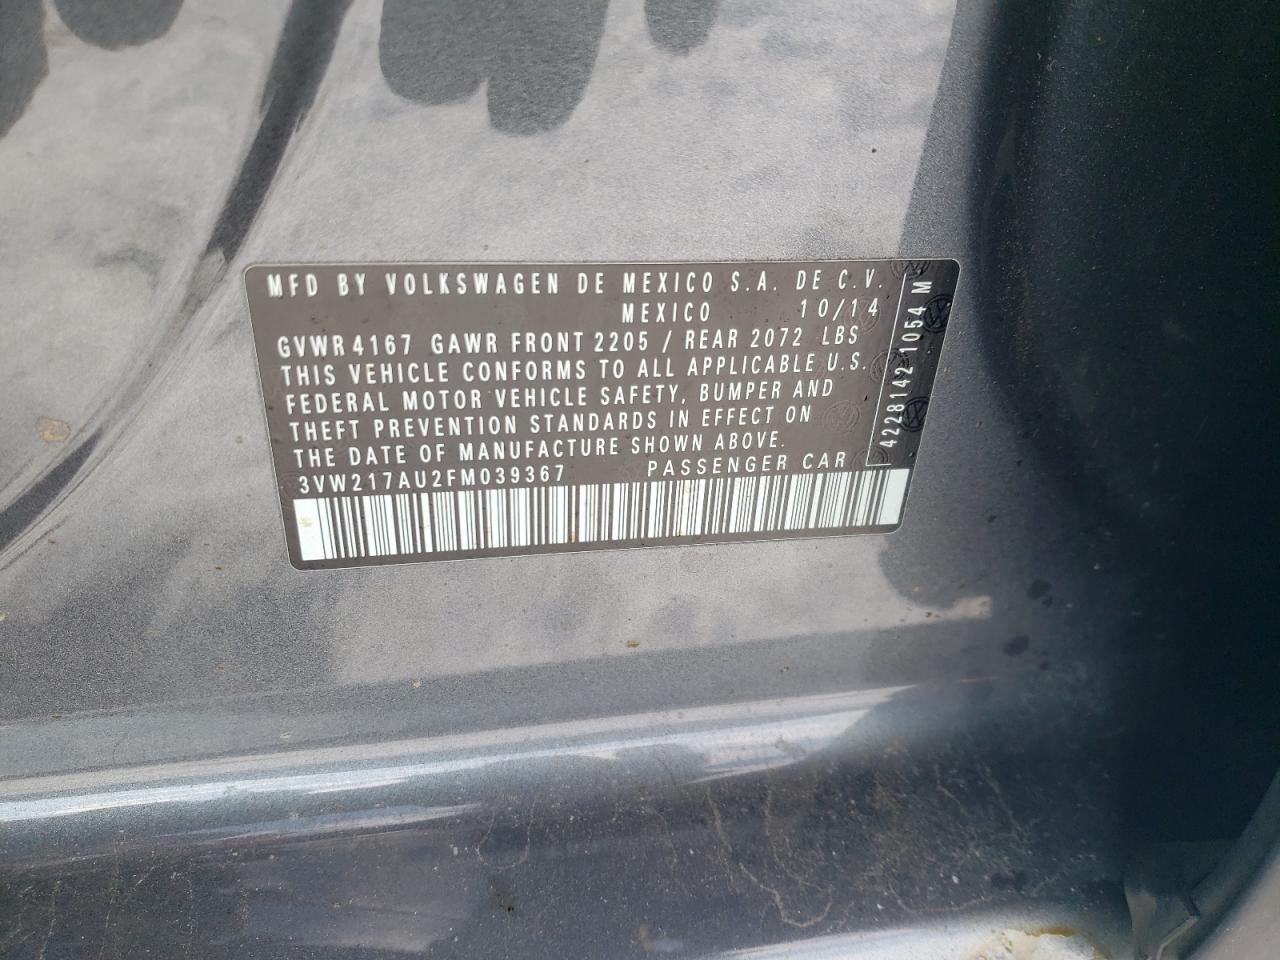 MFD BY VOLKSWAGEN DE MEXICO S.A. DE C.V.
MEXICO 10/14
GVWR 4167 GAWR FRONT 2205 / REAR 2072 LBS
THIS VEHICLE CONFORMS TO ALL APPLICABLE U.S.
FEDERAL MOTOR VEHICLE SAFETY, BUMPER AND
THEFT PREVENTION STANDARDS IN EFFECT ON
THE DATE OF MANUFACTURE SHOWN ABOVE.
3VW217AU2FM039367 PASSENGER CAR
4228142 1054 M